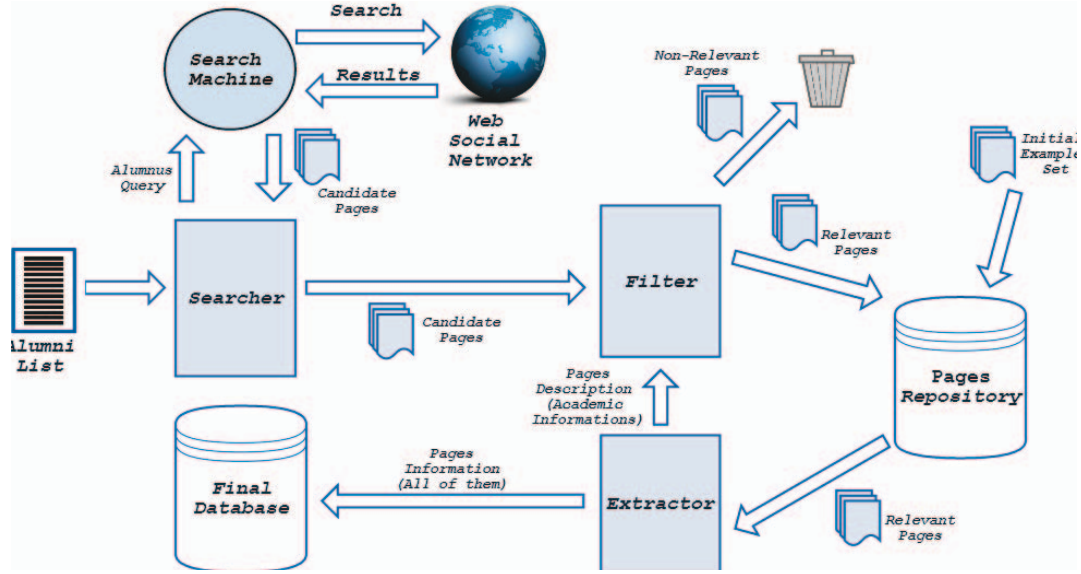 Search
Search
Machine
Results
Web
Social
Network
Alumnus
Query
Candidate
Pages
Non-Relevant
Pages
Initial
Example
Set
Relevant
Pages
Alumni
List
Searcher
Candidate
Pages
Filter
Pages
Repository
Pages
Description
(Academic
Informations)
Final
Database
Pages
Information
(All of them)
Extractor
Relevant
Pages